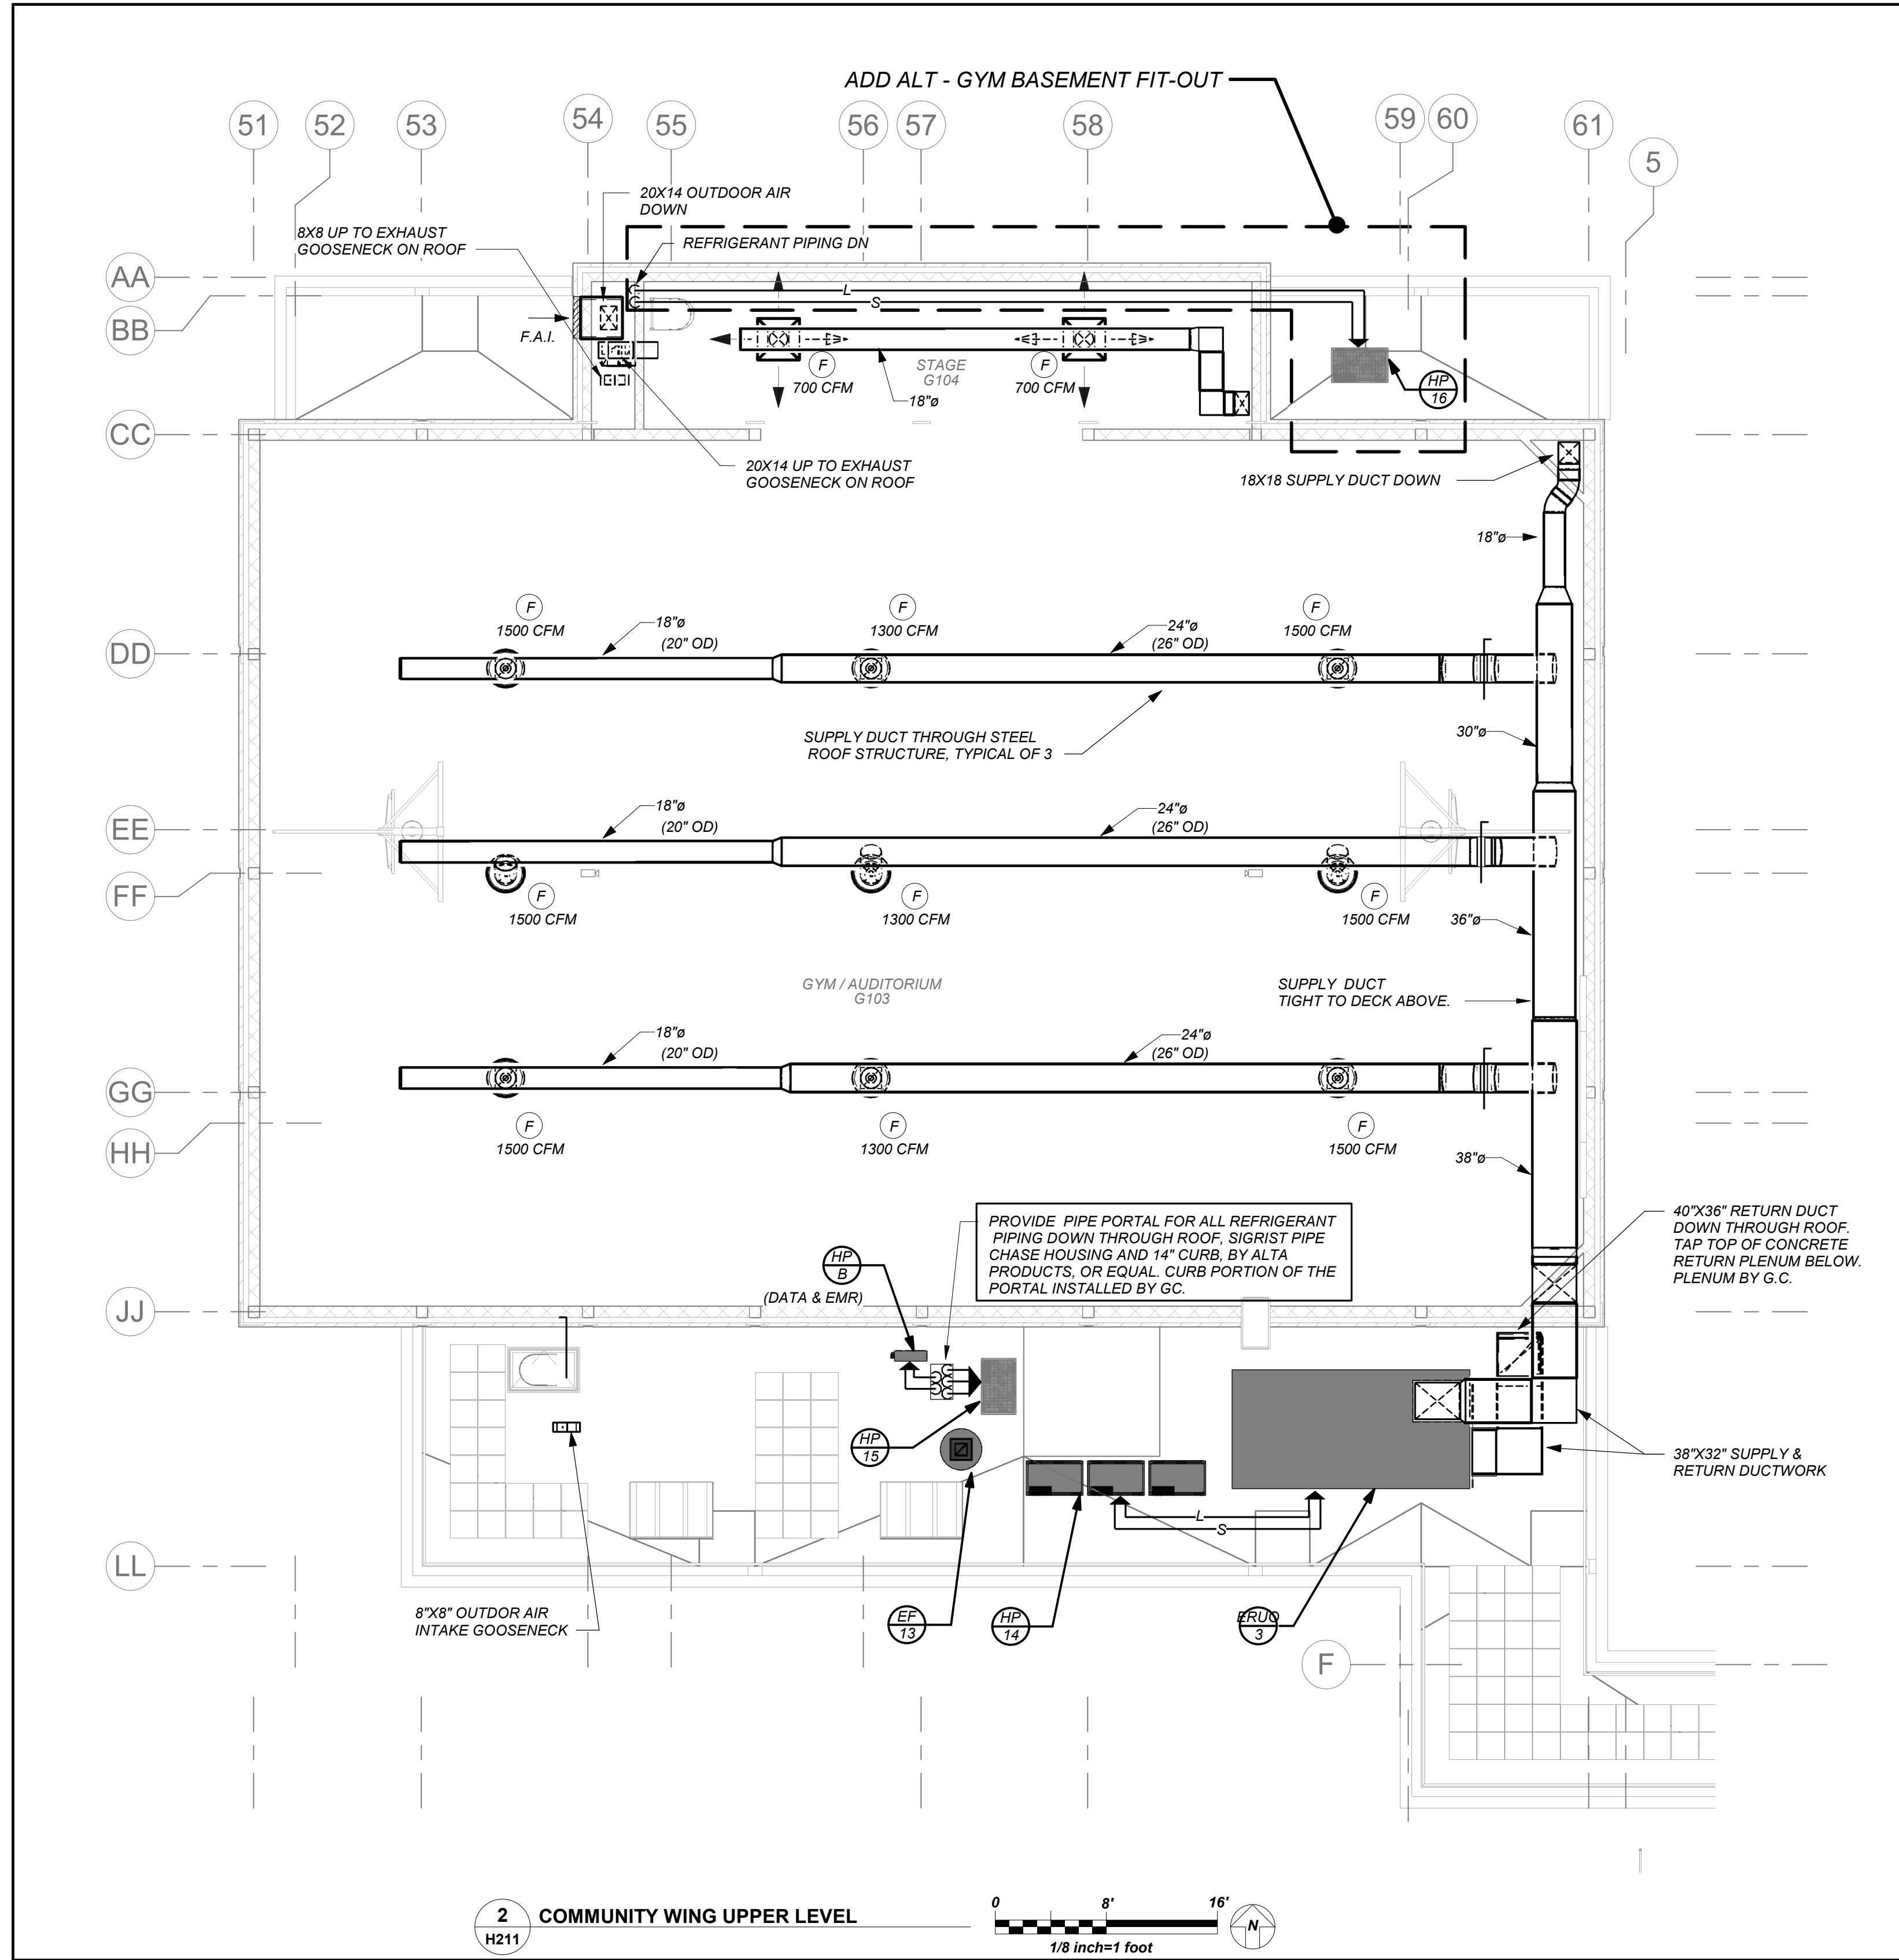 ADD ALT - GYM BASEMENT FIT-OUT
51
52
53
54
55
56
57
58
59
60
61
5
20X14 OUTDOOR AIR
DOWN
8X8 UP TO EXHAUST
GOOSENECK ON ROOF
REFRIGERANT PIPING DN
AA
BB
L
S
F.A.I.
F
700 CFM
STAGE
G104
F
700 CFM
18"ø
HP
16
CC
20X14 UP TO EXHAUST
GOOSENECK ON ROOF
18X18 SUPPLY DUCT DOWN
18"ø
F
1500 CFM
18"ø
(20" OD)
F
1300 CFM
24"ø
(26" OD)
F
1500 CFM
DD
SUPPLY DUCT THROUGH STEEL
ROOF STRUCTURE, TYPICAL OF 3
30"ø
EE
18"ø
(20" OD)
24"ø
(26" OD)
FF
F
1500 CFM
F
1300 CFM
F
1500 CFM
36"ø
GYM / AUDITORIUM
G103
SUPPLY DUCT
TIGHT TO DECK ABOVE.
18"ø
(20" OD)
24"ø
(26" OD)
GG
HH
F
1500 CFM
F
1300 CFM
F
1500 CFM
38"ø
PROVIDE PIPE PORTAL FOR ALL REFRIGERANT
PIPING DOWN THROUGH ROOF, SIGRIST PIPE
CHASE HOUSING AND 14" CURB, BY ALTA
PRODUCTS, OR EQUAL. CURB PORTION OF THE
PORTAL INSTALLED BY GC.
40"X36" RETURN DUCT
DOWN THROUGH ROOF.
TAP TOP OF CONCRETE
RETURN PLENUM BELOW.
PLENUM BY G.C.
HP
B
(DATA & EMR)
JJ
HP
15
38"X32" SUPPLY &
RETURN DUCTWORK
L
S
LL
8"X8" OUTDOR AIR
INTAKE GOOSENECK
EF
13
HP
14
ERUO
3
F
2
H211
COMMUNITY WING UPPER LEVEL
0
8'
16'
1/8 inch=1 foot
N